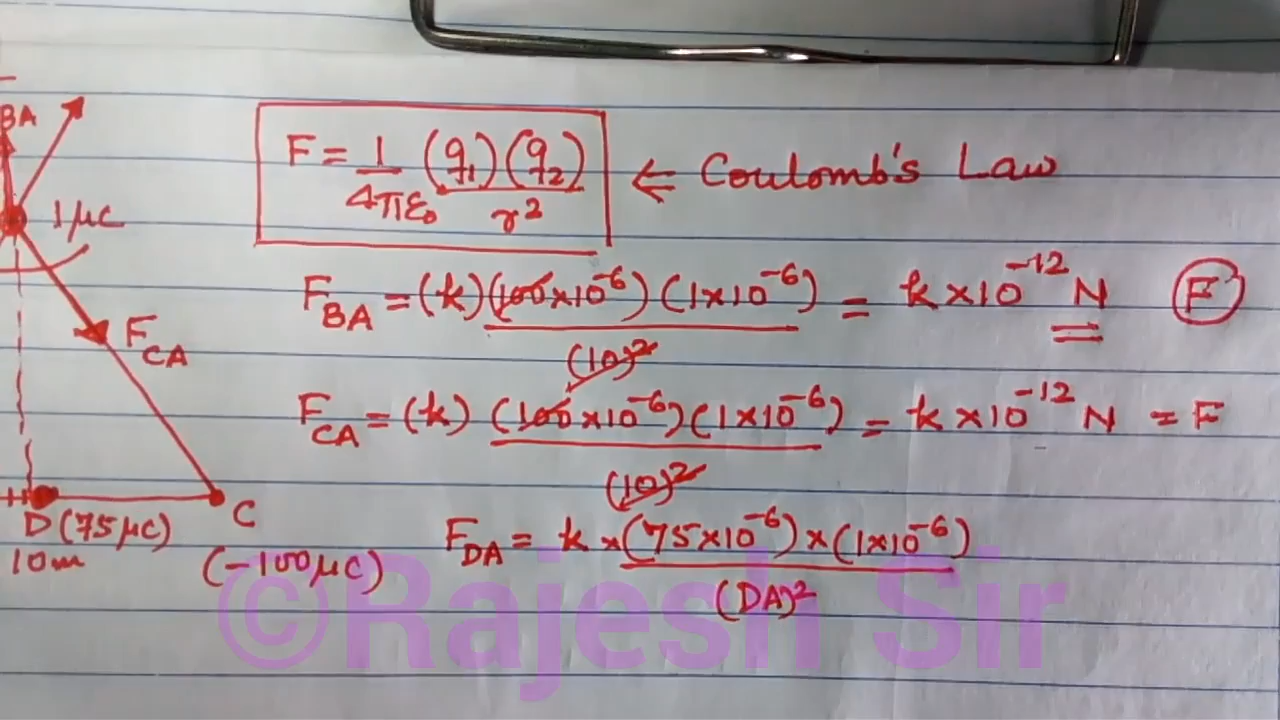 BA
1μC
F = 1/4πε₀ (q₁)(q₂)/r² ⇐ Coulomb's Law
F_BA = (k)(100×10⁻⁶)(1×10⁻⁶)/(10)² = k×10⁻¹² N (F)
F_CA
F_CA = (k) (100×10⁻⁶)(1×10⁻⁶)/(10)² = k×10⁻¹² N = F
D(75μC) C
10m (-100μC)
F_DA = k × (75×10⁻⁶)×(1×10⁻⁶)/(DA)²
©Rajesh Sir